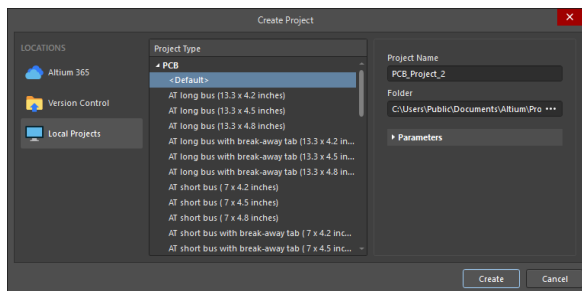 Create Project
LOCATIONS
Altium 365
Version Control
Local Projects
Project Type
PCB
<Default>
AT long bus (13.3 x 4.2 inches)
AT long bus (13.3 x 4.5 inches)
AT long bus (13.3 x 4.8 inches)
AT long bus with break-away tab (13.3 x 4.2 in...
AT long bus with break-away tab (13.3 x 4.5 in...
AT long bus with break-away tab (13.3 x 4.8 in...
AT short bus ( 7 x 4.2 inches)
AT short bus ( 7 x 4.5 inches)
AT short bus ( 7 x 4.8 inches)
AT short bus with break-away tab ( 7 x 4.2 inc...
AT short bus with break-away tab ( 7 x 4.5 inc...
Project Name
PCB_Project_2
Folder
C:\Users\Public\Documents\Altium\Pro •••
Parameters
Create
Cancel